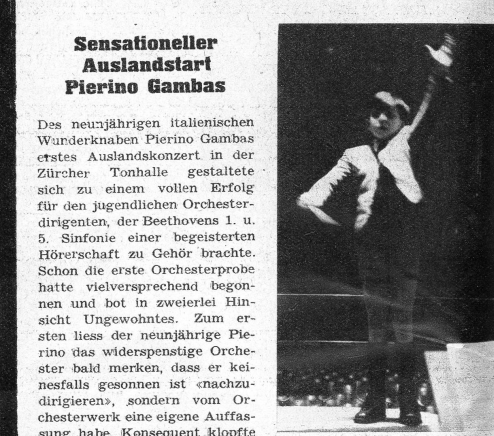 Sensationeller
Auslandstart
Pierino Gambas
Des neunjährigen italienischen
Wunderknaben Pierino Gambas
erstes Auslandskonzert in der
Zürcher Tonhalle gestaltete
sich zu einem vollen Erfolg
für den jugendlichen Orchester-
dirigenten, der Beethovens 1. u.
5. Sinfonie einer begeisterten
Hörerschaft zu Gehör brachte.
Schon die erste Orchesterprobe
hatte vielversprechend begon-
nen und bot in zweierlei Hin-
sicht Ungewohntes. Zum er-
sten liess der neunjährige Pie-
rino das widerspenstige Orche-
ster bald merken, dass er kei-
nesfalls gesonnen ist «nachzu-
dirigieren», sondern vom Or-
chesterwerk eine eigene Auffas-
sung habe. Konsequent klopfte